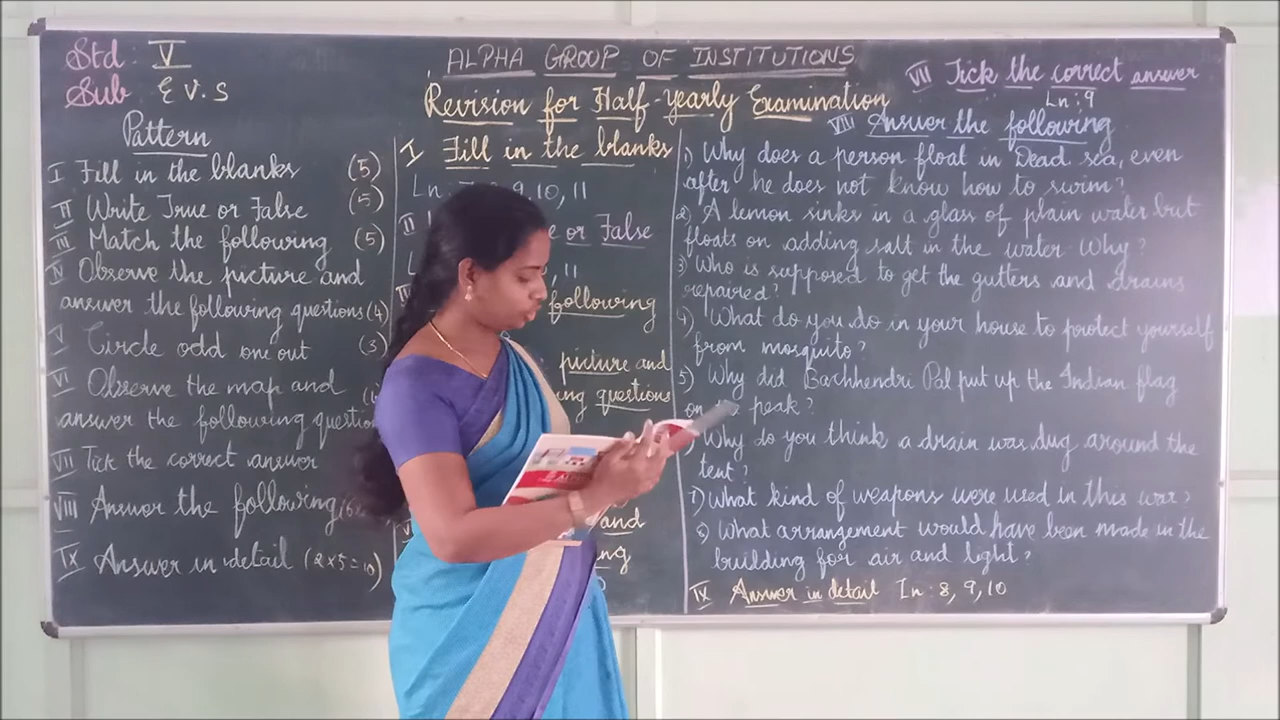 Std : V
Sub E V.S
ALPHA GROUP OF INSTITUTIONS
Revision for Half-yearly Examination
Pattern
I Fill in the blanks (5)
II Write True or False (5)
III Match the following (5)
IV Observe the picture and
answer the following questions (4)
V Circle odd one out (3)
VI Observe the map and
answer the following
VII Tick the correct answer
VIII Answer the following
IX Answer in detail (2x5=10)
I Fill in the blanks
Ln 9, 10, 11
II or False
11
following
picture and
questions
and
VII Tick the correct answer
Ln : 9
VIII Answer the following
1) Why does a person float in Dead sea, even
after he does not know how to swim?
2) A lemon sinks in a glass of plain water but
floats on adding salt in the water. Why?
3) Who is supposed to get the gutters and drains
repaired?
4) What do you do in your house to protect yourself
from mosquito?
5) Why did Bachhendri Pal put up the Indian flag
on peak?
Why do you think a drain was dug around the
tent?
7) What kind of weapons were used in this war?
8) What arrangement would have been made in the
building for air and light?
IX Answer in detail Ln : 8, 9, 10